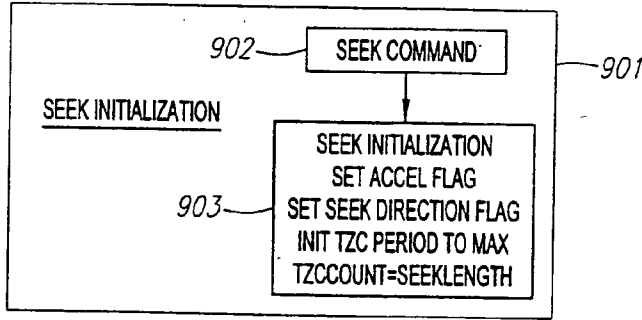 902
SEEK COMMAND
901
SEEK INITIALIZATION
903
SEEK INITIALIZATION
SET ACCEL FLAG
SET SEEK DIRECTION FLAG
INIT TZC PERIOD TO MAX
TZCCOUNT=SEEKLENGTH